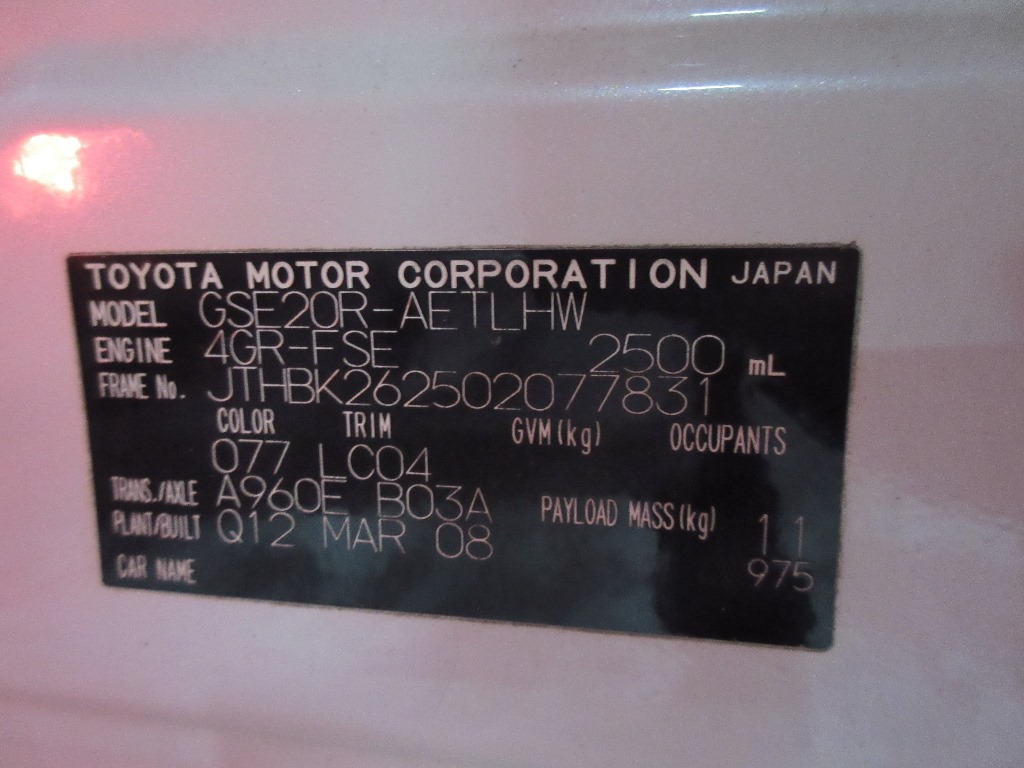 TOYOTA MOTOR CORPORATION JAPAN
MODEL GSE20R-AETLHW
ENGINE 4GR-FSE 2500 mL
FRAME No. JTHBK262502077831
COLOR TRIM GVM(kg) OCCUPANTS
077 LC04
TRANS./AXLE A960E B03A PAYLOAD MASS(kg) 11
PLANT/BUILT Q12 MAR 08 975
CAR NAME